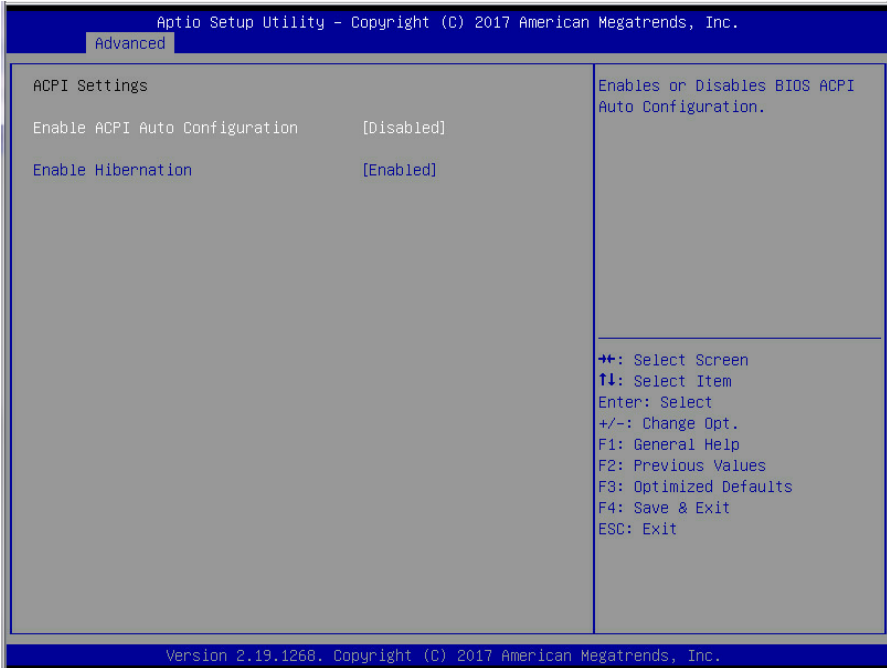 Aptio Setup Utility – Copyright (C) 2017 American Megatrends, Inc.
Advanced
ACPI Settings
Enable ACPI Auto Configuration [Disabled]
Enable Hibernation [Enabled]
Enables or Disables BIOS ACPI
Auto Configuration.
→←: Select Screen
↑↓: Select Item
Enter: Select
+/-: Change Opt.
F1: General Help
F2: Previous Values
F3: Optimized Defaults
F4: Save & Exit
ESC: Exit
Version 2.19.1268. Copyright (C) 2017 American Megatrends, Inc.